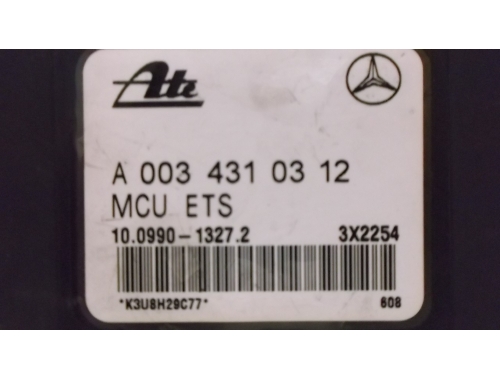 Ate
A 003 431 03 12
MCU ETS
10.0990-1327.2 3X2254
*K3U8H29C77* 608